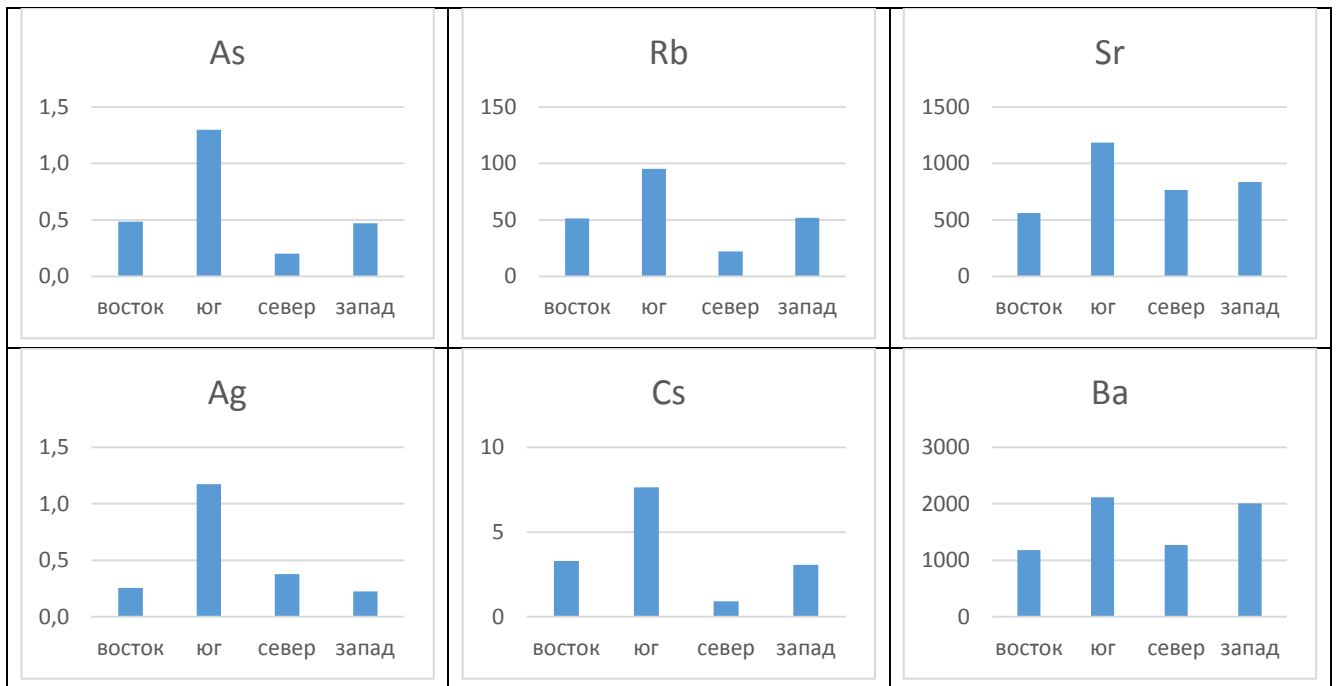 As
1,5
1,0
0,5
0,0
восток юг север запад
Rb
150
100
50
0
восток юг север запад
Sr
1500
1000
500
0
восток юг север запад
Ag
1,5
1,0
0,5
0,0
восток юг север запад
Cs
10
5
0
восток юг север запад
Ba
3000
2000
1000
0
восток юг север запад